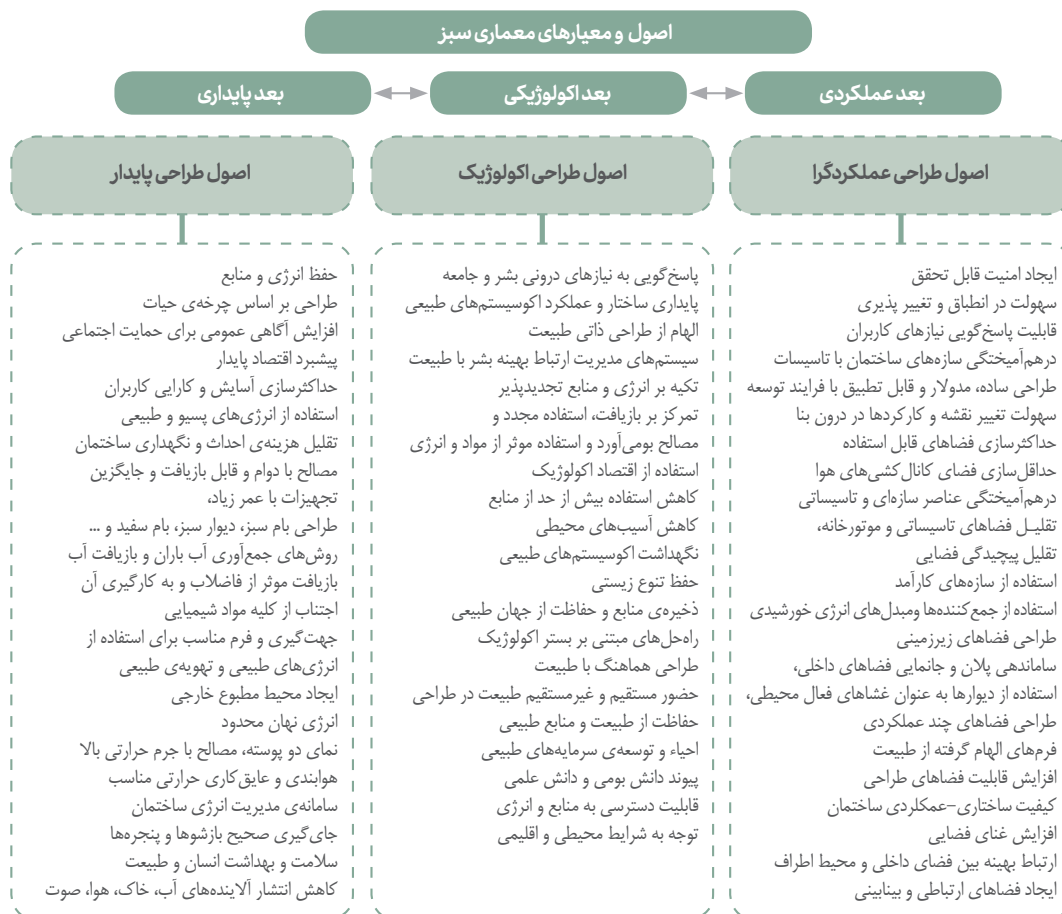 اصول و معیارهای معماری سبز
بعد عملکردی
بعد اکولوژیکی
بعد پایداری
اصول طراحی عملکردگرا
ایجاد امنیت قابل تحقق
سهولت در انطباق و تغییر پذیری
قابلیت پاسخ‌گویی نیازهای کاربران
درهم‌آمیختگی سازه‌های ساختمان با تاسیسات
طراحی ساده، مدولار و قابل تطبیق با فرایند توسعه
سهولت تغییر نقشه و کارکردها در درون بنا
حداکثرسازی فضاهای قابل استفاده
حداقل‌سازی فضای کانال‌کشی‌های هوا
درهم‌آمیختگی عناصر سازه‌ای و تاسیساتی
تقلیـل فضاهای تاسیساتی و موتورخانه،
تقلیل پیچیدگی فضایی
استفاده از سازه‌های کارآمد
استفاده از جمع‌کننده‌ها ومبدل‌های انرژی خورشیدی
طراحی فضاهای زیرزمینی
ساماندهی پلان و جانمایی فضاهای داخلی،
استفاده از دیوارها به عنوان غشاهای فعال محیطی،
طراحی فضاهای چند عملکردی
فرم‌های الهام گرفته از طبیعت
افزایش قابلیت فضاهای طراحی
کیفیت ساختاری-عمکلردی ساختمان
افزایش غنای فضایی
ارتباط بهینه بین فضای داخلی و محیط اطراف
ایجاد فضاهای ارتباطی و بینابینی
اصول طراحی اکولوژیک
پاسخ‌گویی به نیازهای درونی بشر و جامعه
پایداری ساختار و عملکرد اکوسیستم‌های طبیعی
الهام از طراحی ذاتی طبیعت
سیستم‌های مدیریت ارتباط بهینه بشر با طبیعت
تکیه بر انرژی و منابع تجدیدپذیر
تمرکز بر بازیافت، استفاده مجدد و
مصالح بومی‌آورد و استفاده موثر از مواد و انرژی
استفاده از اقتصاد اکولوژیک
کاهش استفاده بیش از حد از منابع
کاهش آسیب‌های محیطی
نگهداشت اکوسیستم‌های طبیعی
حفظ تنوع زیستی
ذخیره‌ی منابع و حفاظت از جهان طبیعی
راه‌حل‌های مبتنی بر بستر اکولوژیک
طراحی هماهنگ با طبیعت
حضور مستقیم و غیرمستقیم طبیعت در طراحی
حفاظت از طبیعت و منابع طبیعی
احیاء و توسعه‌ی سرمایه‌های طبیعی
پیوند دانش بومی و دانش علمی
قابلیت دسترسی به منابع و انرژی
توجه به شرایط محیطی و اقلیمی
اصول طراحی پایدار
حفظ انرژی و منابع
طراحی بر اساس چرخه‌ی حیات
افزایش آگاهی عمومی برای حمایت اجتماعی
پیشبرد اقتصاد پایدار
حداکثرسازی آسایش و کارایی کاربران
استفاده از انرژی‌های پسیو و طبیعی
تقلیل هزینه‌ی احداث و نگهداری ساختمان
مصالح با دوام و قابل بازیافت و جایگزین
تجهیزات با عمر زیاد،
طراحی بام سبز، دیوار سبز، بام سفید و ...
روش‌های جمع‌آوری آب باران و بازیافت آب
بازیافت موثر از فاضلاب و به کارگیری آن
اجتناب از کلیه مواد شیمیایی
جهت‌گیری و فرم مناسب برای استفاده از
انرژی‌های طبیعی و تهویه‌ی طبیعی
ایجاد محیط مطبوع خارجی
انرژی نهان محدود
نمای دو پوسته، مصالح با جرم حرارتی بالا
هوابندی و عایق‌کاری حرارتی مناسب
سامانه‌ی مدیریت انرژی ساختمان
جای‌گیری صحیح بازشوها و پنجره‌ها
سلامت و بهداشت انسان و طبیعت
کاهش انتشار آلاینده‌های آب، خاک، هوا، صوت